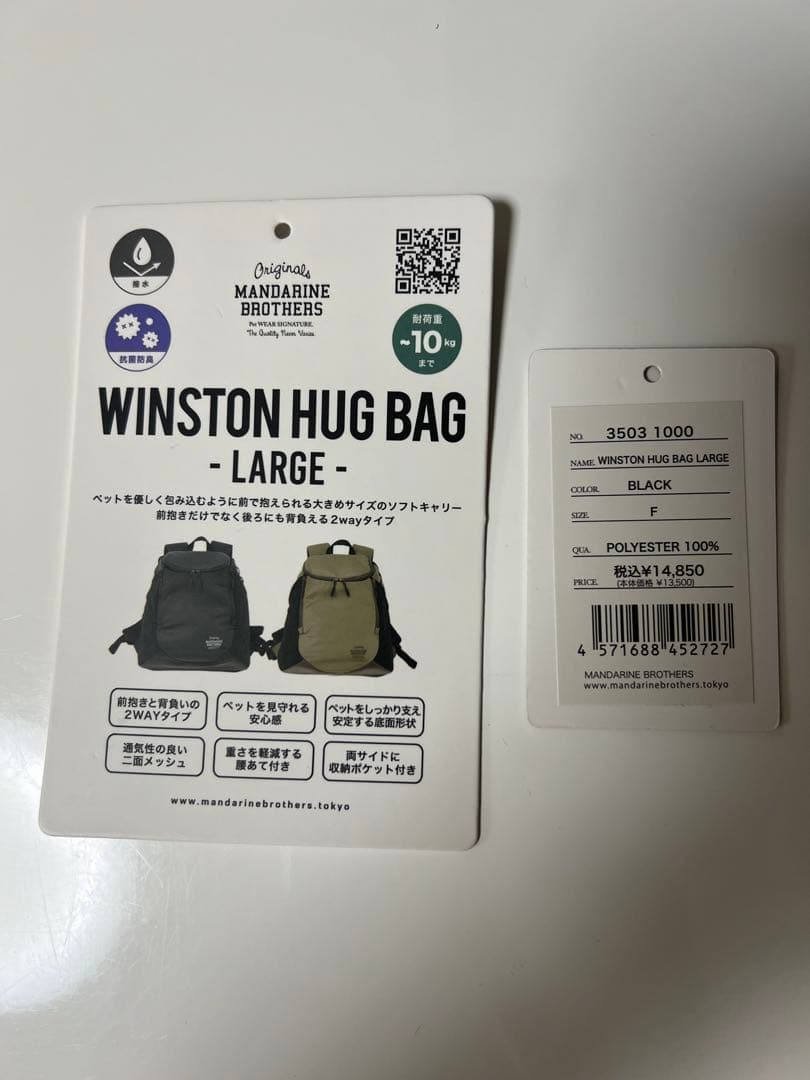 撥水
抗菌防臭
Originals
MANDARINE
BROTHERS
Pet WEAR SIGNATURE.
The Quality Never Varies.
耐荷重
~10kg
まで
WINSTON HUG BAG
- LARGE -
ペットを優しく包み込むように前で抱えられる大きめサイズのソフトキャリー
前抱きだけでなく後ろにも背負える2wayタイプ
MANDARINE
BROTHERS
前抱きと背負いの
2WAYタイプ
ペットを見守れる
安心感
ペットをしっかり支え
安定する底面形状
通気性の良い
二面メッシュ
重さを軽減する
腰あて付き
両サイドに
収納ポケット付き
www.mandarinebrothers.tokyo
NO. 3503 1000
NAME. WINSTON HUG BAG LARGE
COLOR. BLACK
SIZE. F
QUA. POLYESTER 100%
PRICE. 税込¥14,850
(本体価格 ¥13,500)
4 571688 452727
MANDARINE BROTHERS
www.mandarinebrothers.tokyo